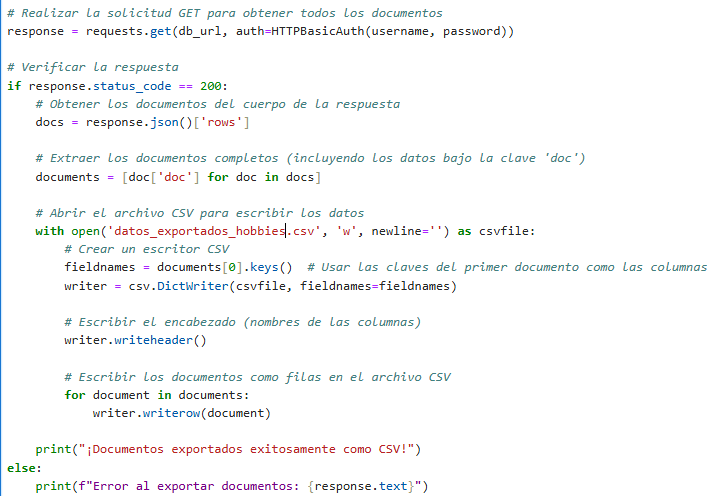 # Realizar la solicitud GET para obtener todos los documentos
response = requests.get(db_url, auth=HTTPBasicAuth(username, password))
# Verificar la respuesta
if response.status_code == 200:
    # Obtener los documentos del cuerpo de la respuesta
    docs = response.json()['rows']
    # Extraer los documentos completos (incluyendo los datos bajo la clave 'doc')
    documents = [doc['doc'] for doc in docs]
    # Abrir el archivo CSV para escribir los datos
    with open('datos_exportados_hobbies.csv', 'w', newline='') as csvfile:
        # Crear un escritor CSV
        fieldnames = documents[0].keys()  # Usar las claves del primer documento como las columnas
        writer = csv.DictWriter(csvfile, fieldnames=fieldnames)
        # Escribir el encabezado (nombres de las columnas)
        writer.writeheader()
        # Escribir los documentos como filas en el archivo CSV
        for document in documents:
            writer.writerow(document)
    print("¡Documentos exportados exitosamente como CSV!")
else:
    print(f"Error al exportar documentos: {response.text}")